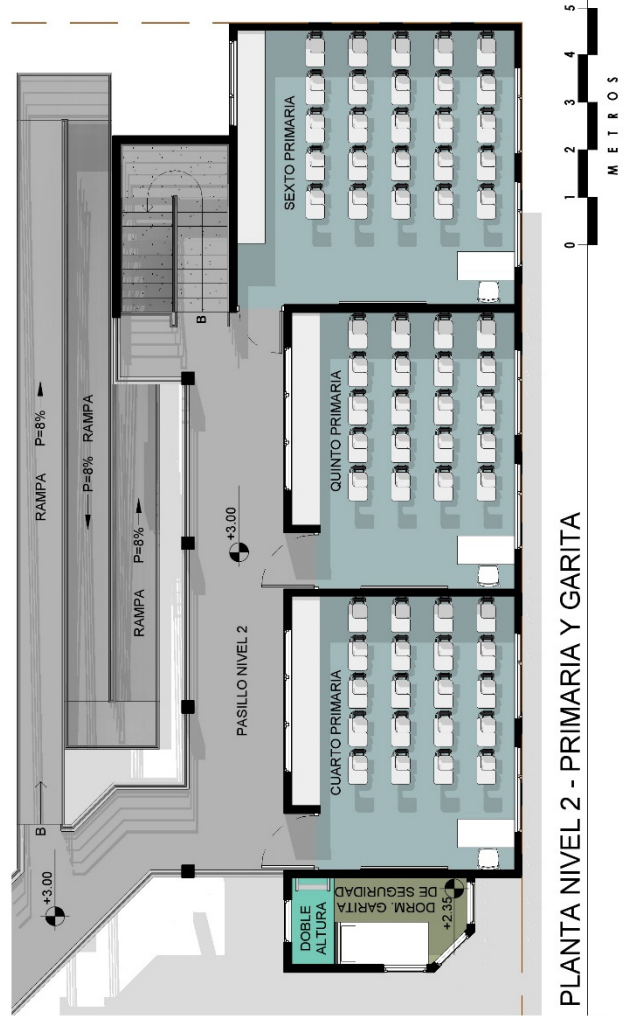 RAMPA P=8%
P=8% RAMPA
RAMPA P=8%
B
B
+3.00
PASILLO NIVEL 2
+3.00
SEXTO PRIMARIA
QUINTO PRIMARIA
CUARTO PRIMARIA
DOBLE
ALTURA
DORM. GARITA
DE SEGURIDAD
+2.35
PLANTA NIVEL 2 - PRIMARIA Y GARITA
0 1 2 3 4 5
METROS